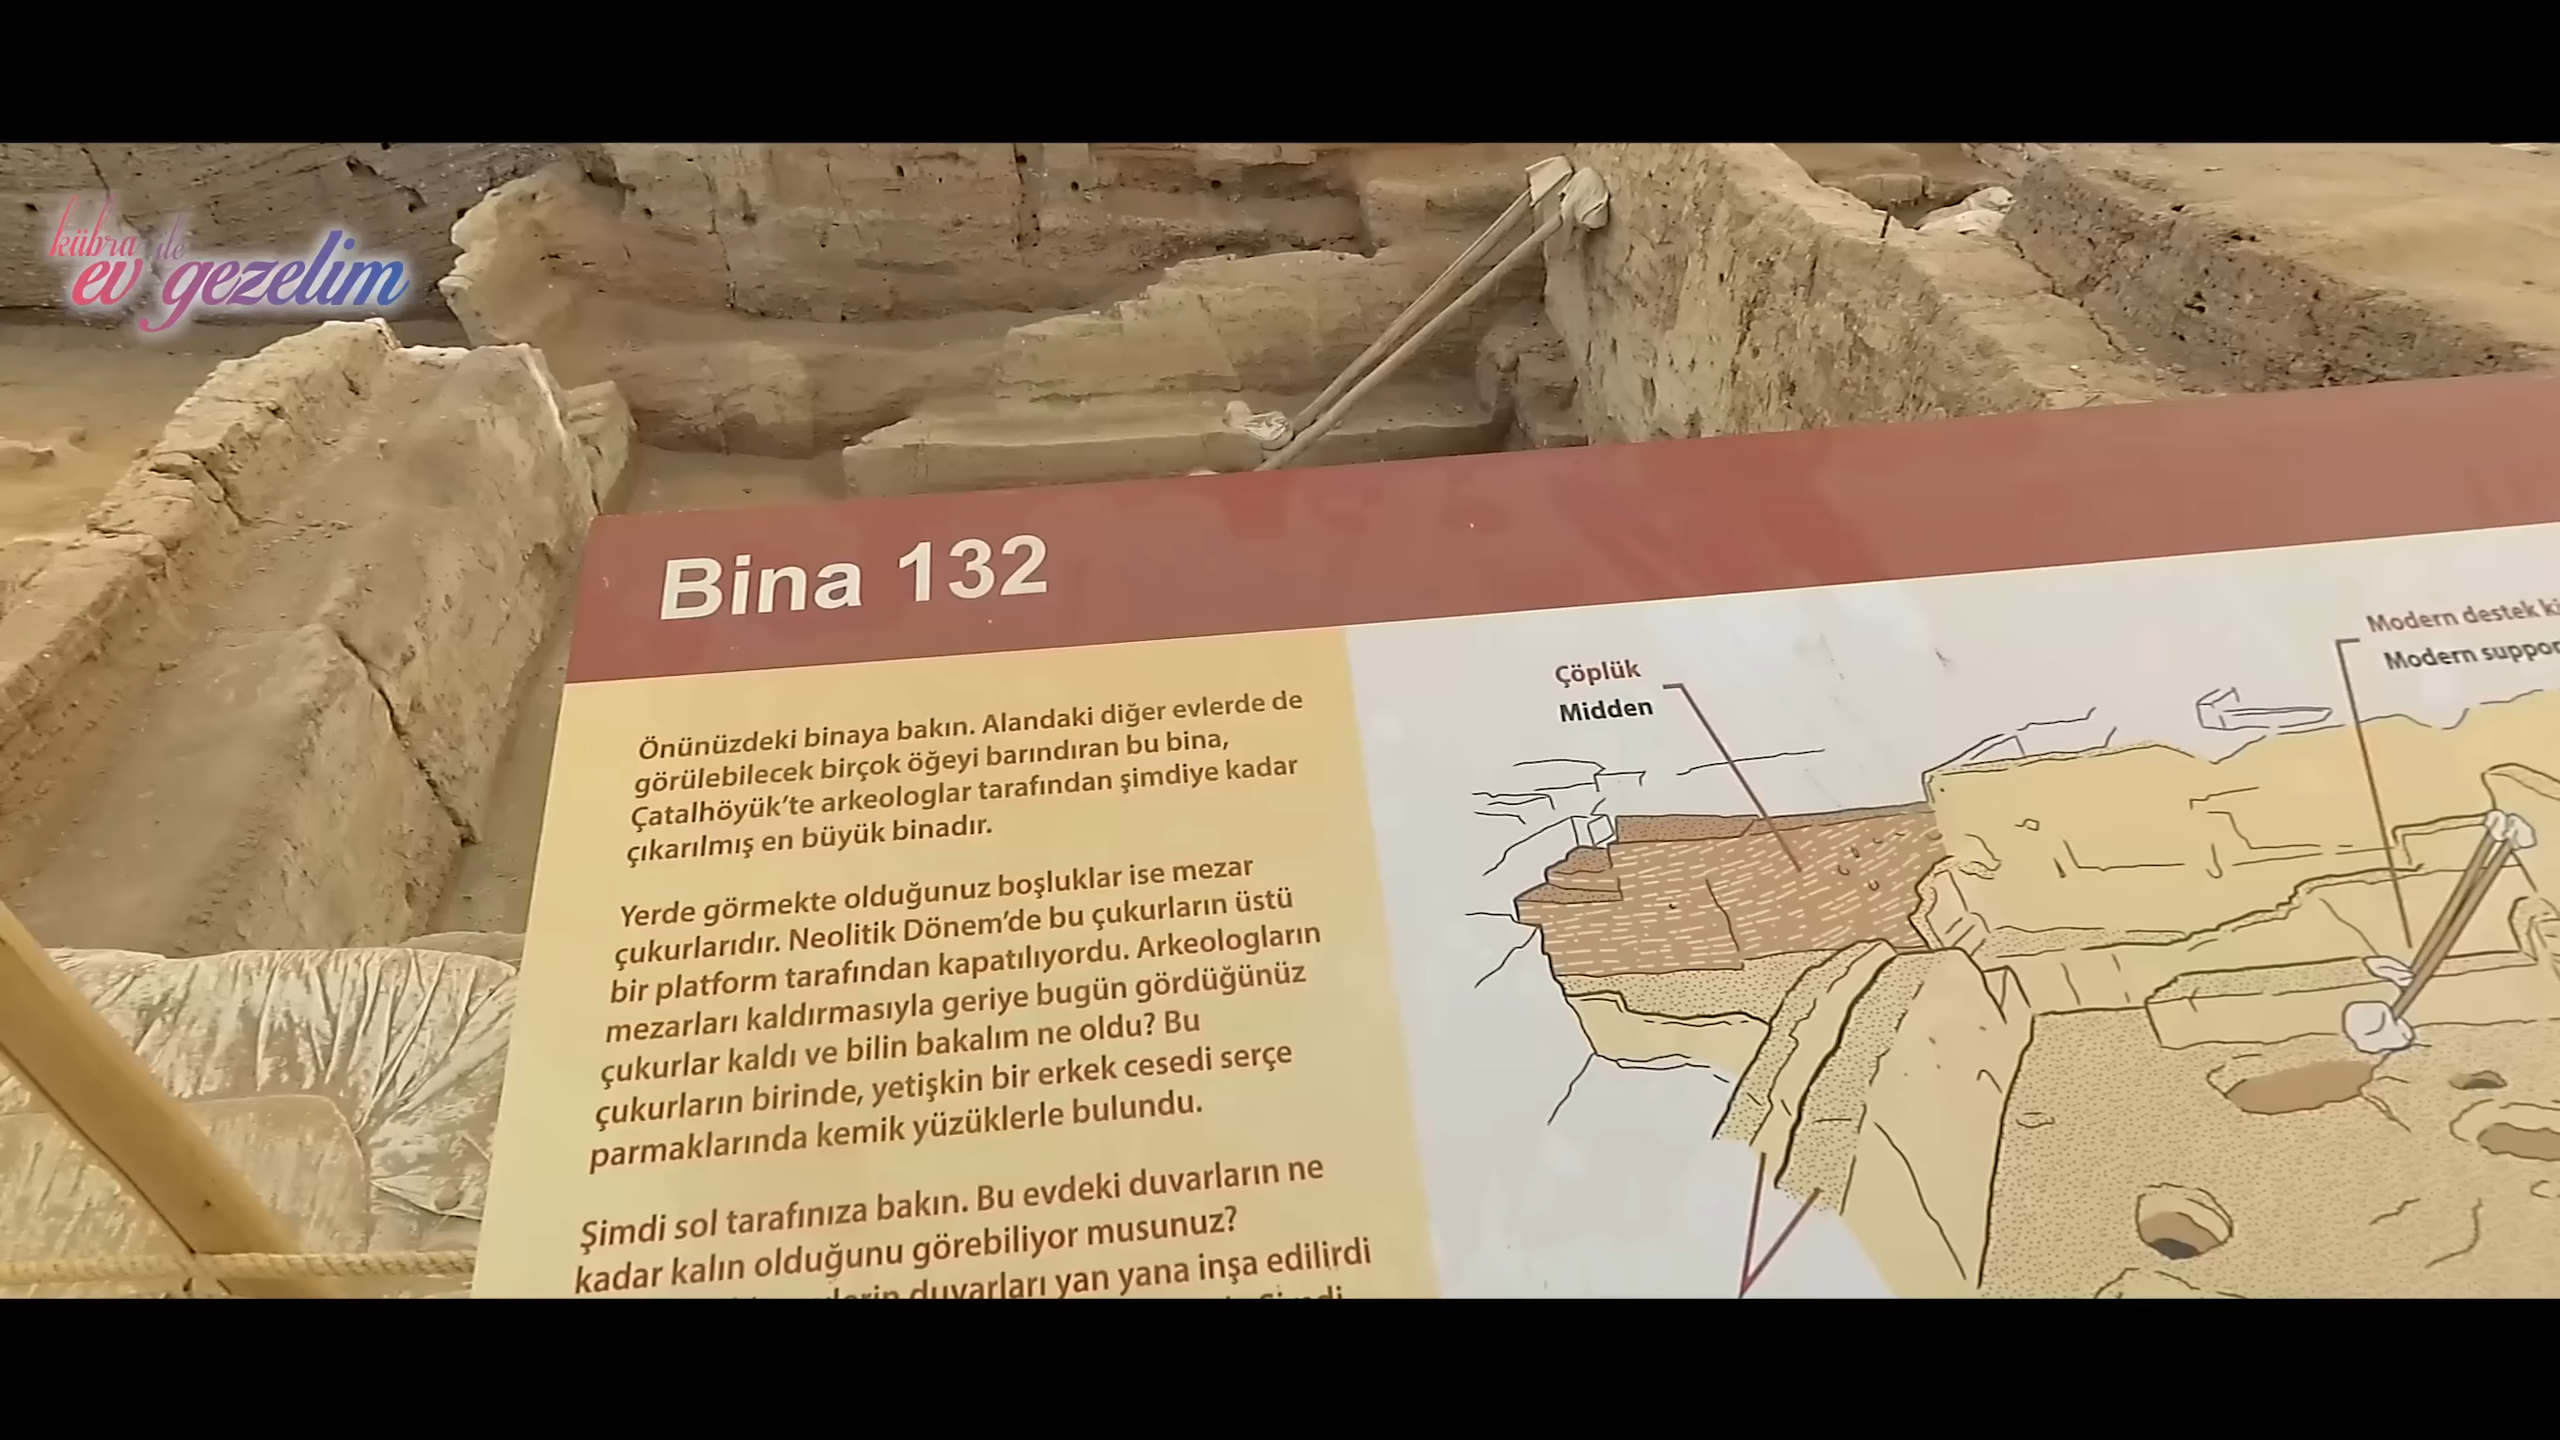 kübra ile
ev gezelim
Bina 132
Önünüzdeki binaya bakın. Alandaki diğer evlerde de
görülebilecek birçok öğeyi barındıran bu bina,
Çatalhöyük’te arkeologlar tarafından şimdiye kadar
çıkarılmış en büyük binadır.
Yerde görmekte olduğunuz boşluklar ise mezar
çukurlarıdır. Neolitik Dönem’de bu çukurların üstü
bir platform tarafından kapatılıyordu. Arkeologların
mezarları kaldırmasıyla geriye bugün gördüğünüz
çukurlar kaldı ve bilin bakalım ne oldu? Bu
çukurların birinde, yetişkin bir erkek cesedi serçe
parmaklarında kemik yüzüklerle bulundu.
Şimdi sol tarafınıza bakın. Bu evdeki duvarların ne
kadar kalın olduğunu görebiliyor musunuz?
duvarları yan yana inşa edilirdi
Çöplük
Midden
Modern destek
Modern